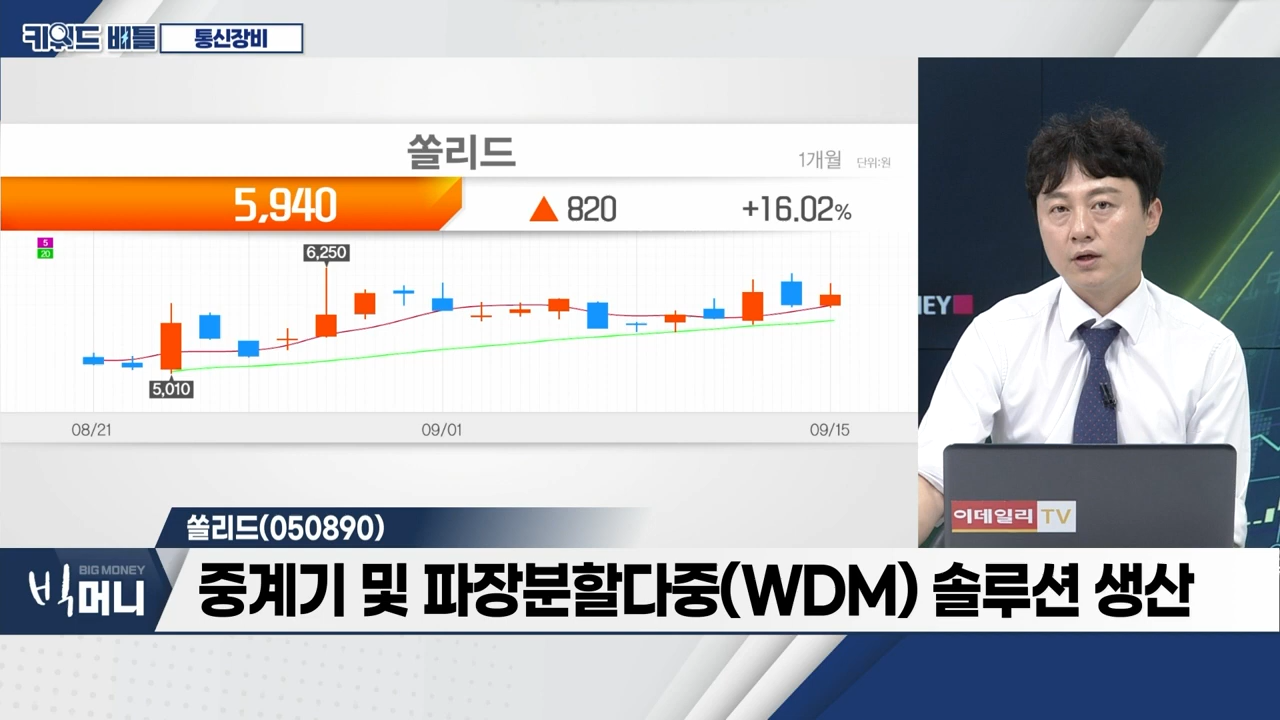 키워드 배틀
통신장비
쏠리드
1개월 단위:원
5,940
▲ 820
+16.02%
5
20
6,250
5,010
08/21
09/01
09/15
NEY
이데일리 TV
쏠리드(050890)
BIG MONEY
빅머니
중계기 및 파장분할다중(WDM) 솔루션 생산